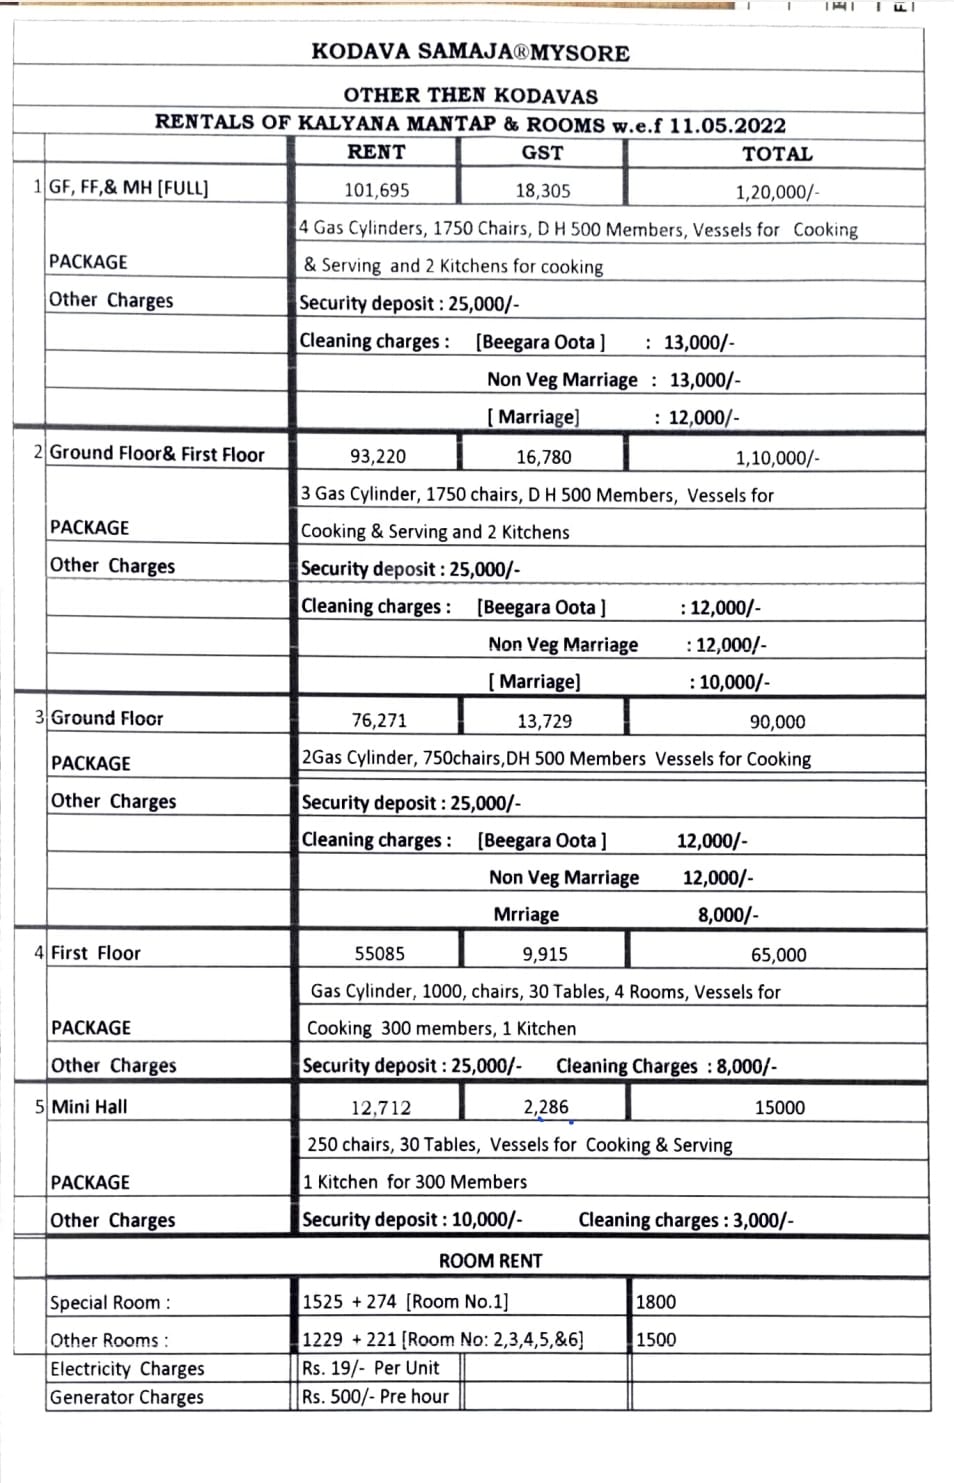 KODAVA SAMAJA®MYSORE
OTHER THEN KODAVAS
RENTALS OF KALYANA MANTAP & ROOMS w.e.f 11.05.2022
RENT GST TOTAL
1 GF, FF,& MH [FULL] 101,695 18,305 1,20,000/-
4 Gas Cylinders, 1750 Chairs, D H 500 Members, Vessels for Cooking
PACKAGE & Serving and 2 Kitchens for cooking
Other Charges Security deposit : 25,000/-
Cleaning charges : [Beegara Oota ] : 13,000/-
Non Veg Marriage : 13,000/-
[ Marriage] : 12,000/-
2 Ground Floor& First Floor 93,220 16,780 1,10,000/-
3 Gas Cylinder, 1750 chairs, D H 500 Members, Vessels for
PACKAGE Cooking & Serving and 2 Kitchens
Other Charges Security deposit : 25,000/-
Cleaning charges : [Beegara Oota ] : 12,000/-
Non Veg Marriage : 12,000/-
[ Marriage] : 10,000/-
3 Ground Floor 76,271 13,729 90,000
PACKAGE 2Gas Cylinder, 750chairs,DH 500 Members Vessels for Cooking
Other Charges Security deposit : 25,000/-
Cleaning charges : [Beegara Oota ] 12,000/-
Non Veg Marriage 12,000/-
Mrriage 8,000/-
4 First Floor 55085 9,915 65,000
Gas Cylinder, 1000, chairs, 30 Tables, 4 Rooms, Vessels for
PACKAGE Cooking 300 members, 1 Kitchen
Other Charges Security deposit : 25,000/- Cleaning Charges : 8,000/-
5 Mini Hall 12,712 2,286 15000
250 chairs, 30 Tables, Vessels for Cooking & Serving
PACKAGE 1 Kitchen for 300 Members
Other Charges Security deposit : 10,000/- Cleaning charges : 3,000/-
ROOM RENT
Special Room : 1525 + 274 [Room No.1] 1800
Other Rooms : 1229 + 221 [Room No: 2,3,4,5,&6] 1500
Electricity Charges Rs. 19/- Per Unit
Generator Charges Rs. 500/- Pre hour